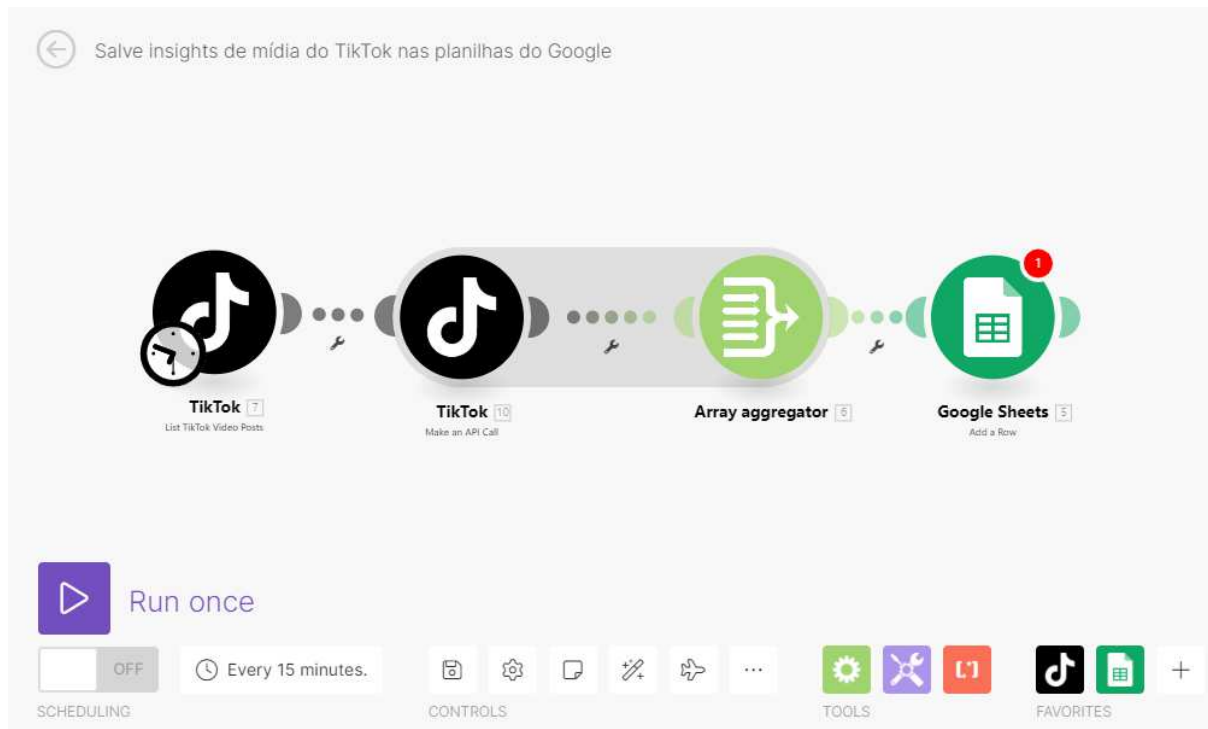 Salve insights de mídia do TikTok nas planilhas do Google
1
TikTok 7
List TikTok Video Posts
TikTok 10
Make an API Call
Array aggregator 6
Google Sheets 5
Add a Row
Run once
OFF
Every 15 minutes.
SCHEDULING
CONTROLS
TOOLS
FAVORITES